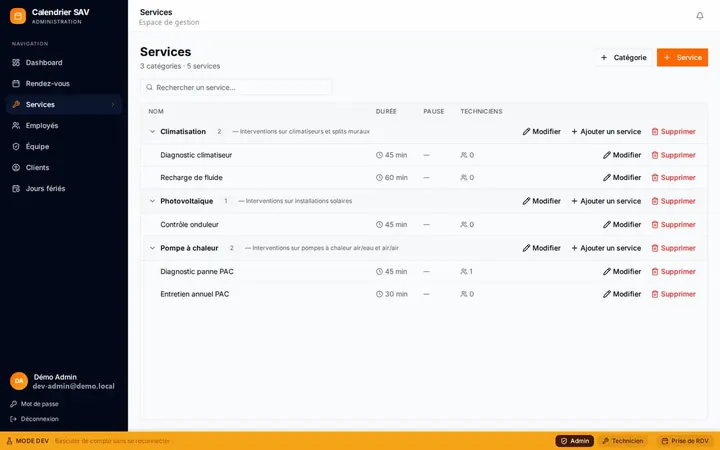 Calendrier SAV
ADMINISTRATION
NAVIGATION
Dashboard
Rendez-vous
Services
Employés
Équipe
Clients
Jours fériés
DA
Démo Admin
dev-admin@demo.local
Mot de passe
Déconnexion
Services
Espace de gestion
Services
3 catégories · 5 services
+ Catégorie
+ Service
Rechercher un service...
NOM DURÉE PAUSE TECHNICIENS
Climatisation 2 — Interventions sur climatiseurs et splits muraux Modifier + Ajouter un service Supprimer
Diagnostic climatiseur 45 min — 0 Modifier Supprimer
Recharge de fluide 60 min — 0 Modifier Supprimer
Photovoltaïque 1 — Interventions sur installations solaires Modifier + Ajouter un service Supprimer
Contrôle onduleur 45 min — 0 Modifier Supprimer
Pompe à chaleur 2 — Interventions sur pompes à chaleur air/eau et air/air Modifier + Ajouter un service Supprimer
Diagnostic panne PAC 45 min — 1 Modifier Supprimer
Entretien annuel PAC 30 min — 0 Modifier Supprimer
MODE DEV Bascule de compte sans se reconnecter : Admin Technicien Prise de RDV